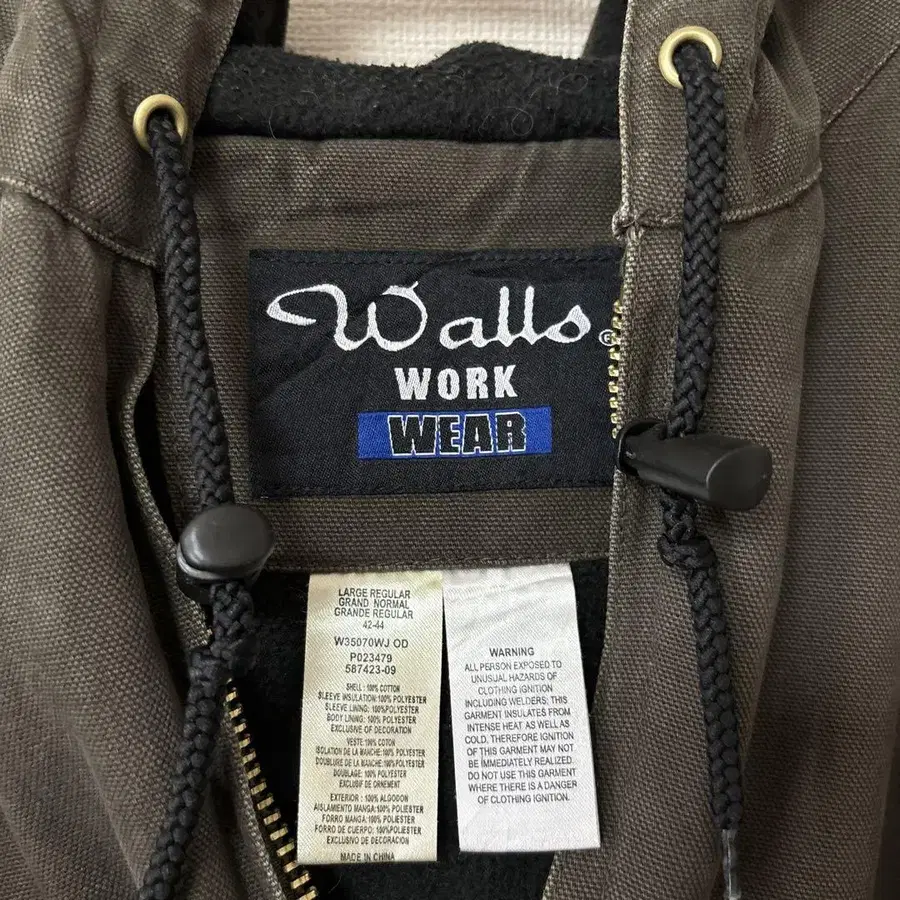 Walls®
WORK
WEAR
LARGE REGULAR
GRAND NORMAL
GRANDE REGULAR
42-44
W35070WJ OD
P023479
587423-09
SHELL: 100% COTTON
SLEEVE INSULATION: 100% POLYESTER
SLEEVE LINING: 100% POLYESTER
BODY LINING: 100% POLYESTER
EXCLUSIVE OF DECORATION
VESTE 100% COTON
ISOLATION DE LA MANCHE: 100% POLYESTER
DOUBLURE DE LA MANCHE: 100% POLYESTER
DOUBLAGE: 100% POLYESTER
EXCLUSIF DE ORNEMENT
EXTERIOR : 100% ALGODON
AISLAMIENTO MANGA: 100% POLIESTER
FORRO MANGA: 100% POLIESTER
FORRO DE CUERPO: 100% POLIESTER
EXCLUSIVO DE DECORACION
MADE IN CHINA
WARNING
ALL PERSON EXPOSED TO
UNUSUAL HAZARDS OF
CLOTHING IGNITION
INCLUDING WELDERS; THIS
GARMENT INSULATES FROM
INTENSE HEAT AS WELL AS
COLD. THEREFORE IGNITION
OF THIS GARMENT MAY NOT
BE IMMEDIATELY REALIZED.
DO NOT USE THIS GARMENT
WHERE THERE IS A DANGER
OF CLOTHING IGNITION.